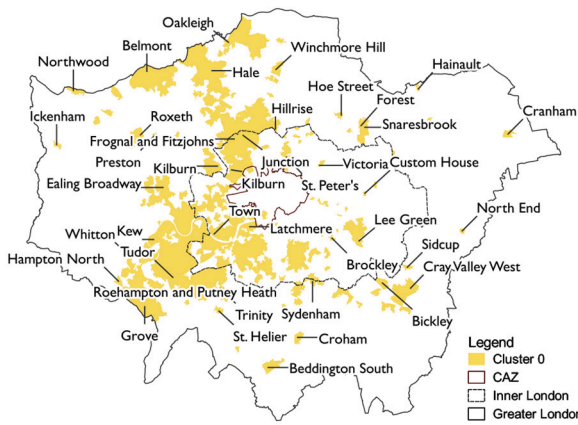 Oakleigh
Belmont
Winchmore Hill
Northwood
Hale
Hainault
Hoe Street
Forest
Ickenham
Roxeth
Hillrise
Cranham
Snaresbrook
Frognal and Fitzjohns
Preston
Junction
Victoria
Custom House
Kilburn
Kilburn
St. Peter's
Ealing Broadway
Town
North End
Lee Green
Whitton
Kew
Latchmere
Tudor
Sidcup
Hampton North
Brockley
Cray Valley West
Roehampton and Putney Heath
Trinity
Sydenham
Bickley
Grove
St. Helier
Croham
Beddington South
Legend
Cluster 0
CAZ
Inner London
Greater London